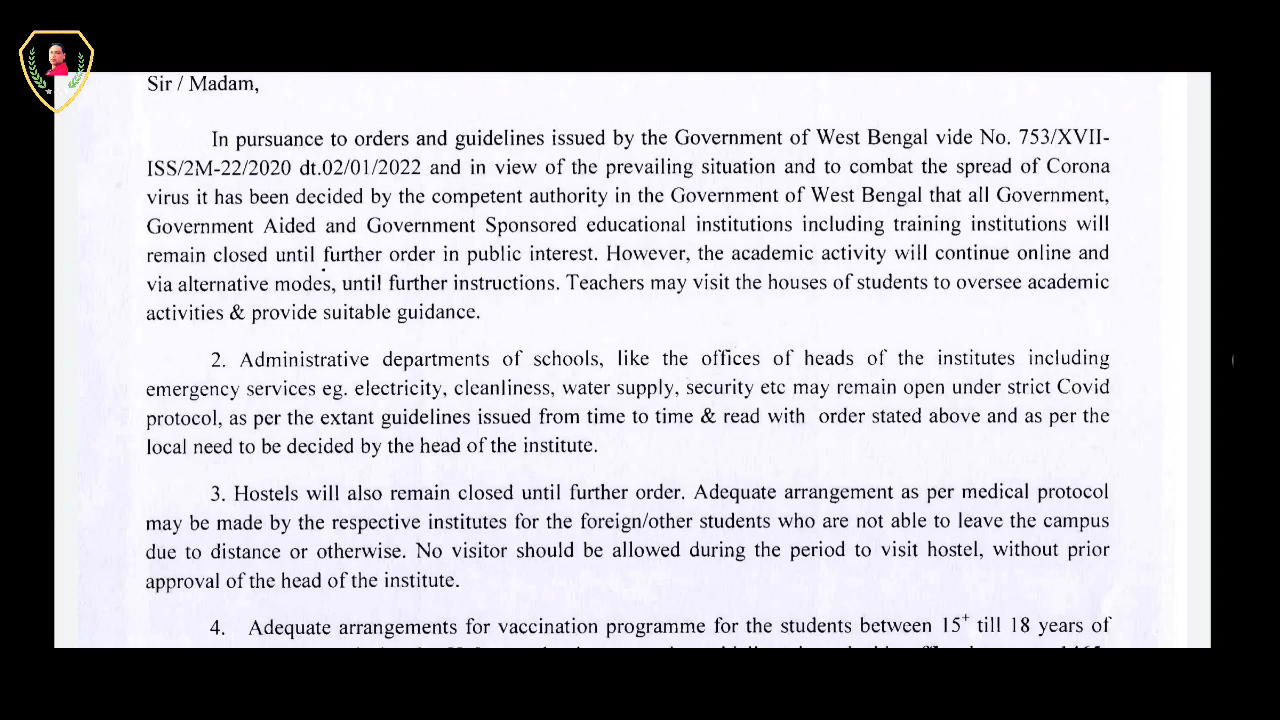 Sir / Madam,
In pursuance to orders and guidelines issued by the Government of West Bengal vide No. 753/XVII-
ISS/2M-22/2020 dt.02/01/2022 and in view of the prevailing situation and to combat the spread of Corona
virus it has been decided by the competent authority in the Government of West Bengal that all Government,
Government Aided and Government Sponsored educational institutions including training institutions will
remain closed until further order in public interest. However, the academic activity will continue online and
via alternative modes, until further instructions. Teachers may visit the houses of students to oversee academic
activities & provide suitable guidance.
2. Administrative departments of schools, like the offices of heads of the institutes including
emergency services eg. electricity, cleanliness, water supply, security etc may remain open under strict Covid
protocol, as per the extant guidelines issued from time to time & read with order stated above and as per the
local need to be decided by the head of the institute.
3. Hostels will also remain closed until further order. Adequate arrangement as per medical protocol
may be made by the respective institutes for the foreign/other students who are not able to leave the campus
due to distance or otherwise. No visitor should be allowed during the period to visit hostel, without prior
approval of the head of the institute.
4. Adequate arrangements for vaccination programme for the students between 15+ till 18 years of